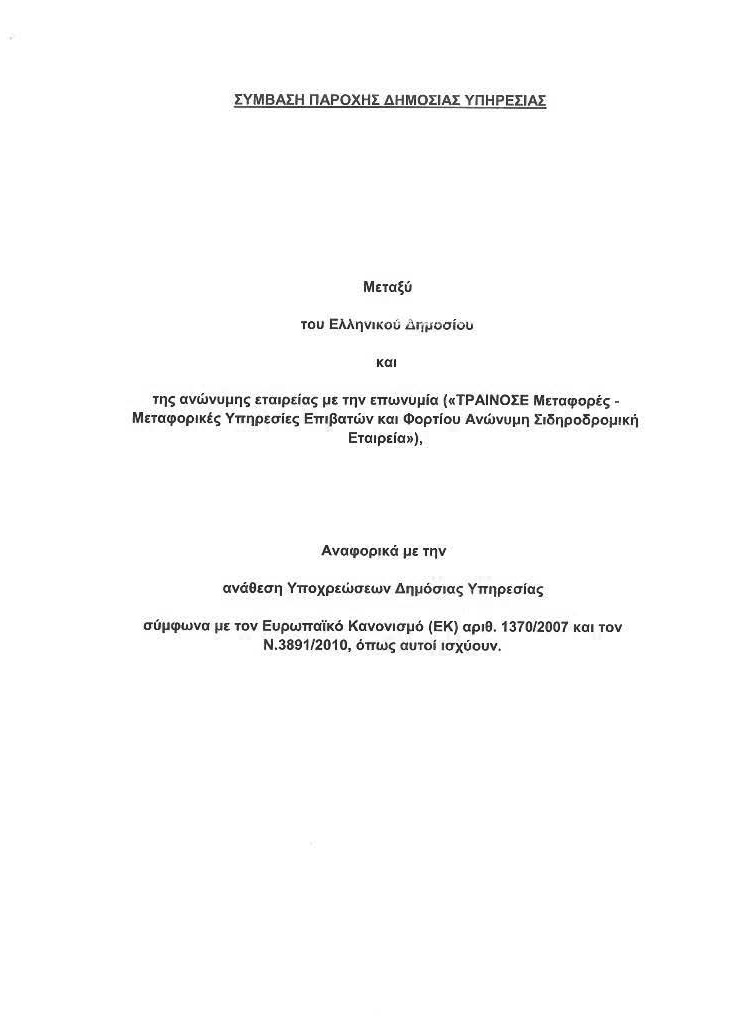 ΣΥΜΒΑΣΗ ΠΑΡΟΧΗΣ ΔΗΜΟΣΙΑΣ ΥΠΗΡΕΣΙΑΣ
Μεταξύ
του Ελληνικού Δημοσίου
και
της ανώνυμης εταιρείας με την επωνυμία («ΤΡΑΙΝΟΣΕ Μεταφορές -
Μεταφορικές Υπηρεσίες Επιβατών και Φορτίου Ανώνυμη Σιδηροδρομική
Εταιρεία»),
Αναφορικά με την
ανάθεση Υποχρεώσεων Δημόσιας Υπηρεσίας
σύμφωνα με τον Ευρωπαϊκό Κανονισμό (ΕΚ) αριθ. 1370/2007 και τον
Ν.3891/2010, όπως αυτοί ισχύουν.